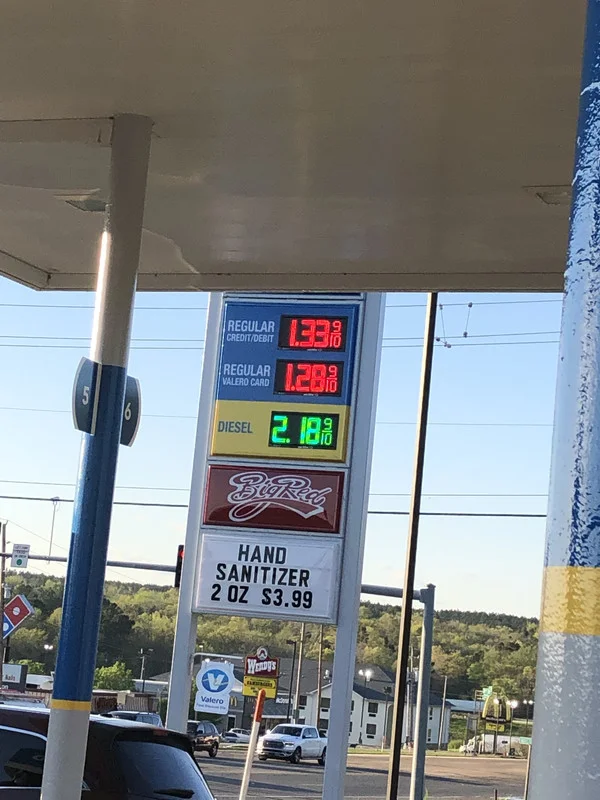 REGULAR
CREDIT/DEBIT
1.33 9/10
REGULAR
VALERO CARD
1.28 9/10
DIESEL
2.18 9/10
Big Red
HAND
SANITIZER
2 OZ $3.99
5
6
Wendy's
Valero